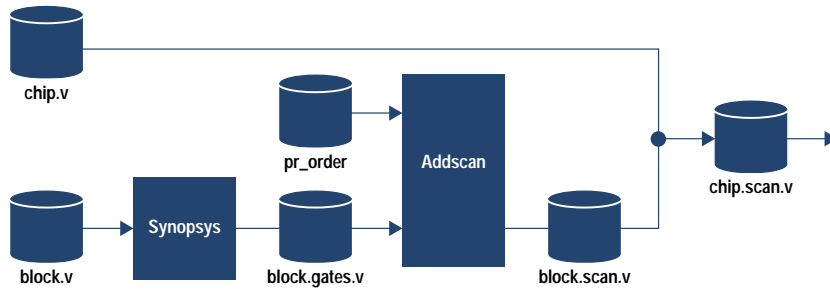 chip.v
pr_order
Addscan
chip.scan.v
Synopsys
block.v
block.gates.v
block.scan.v